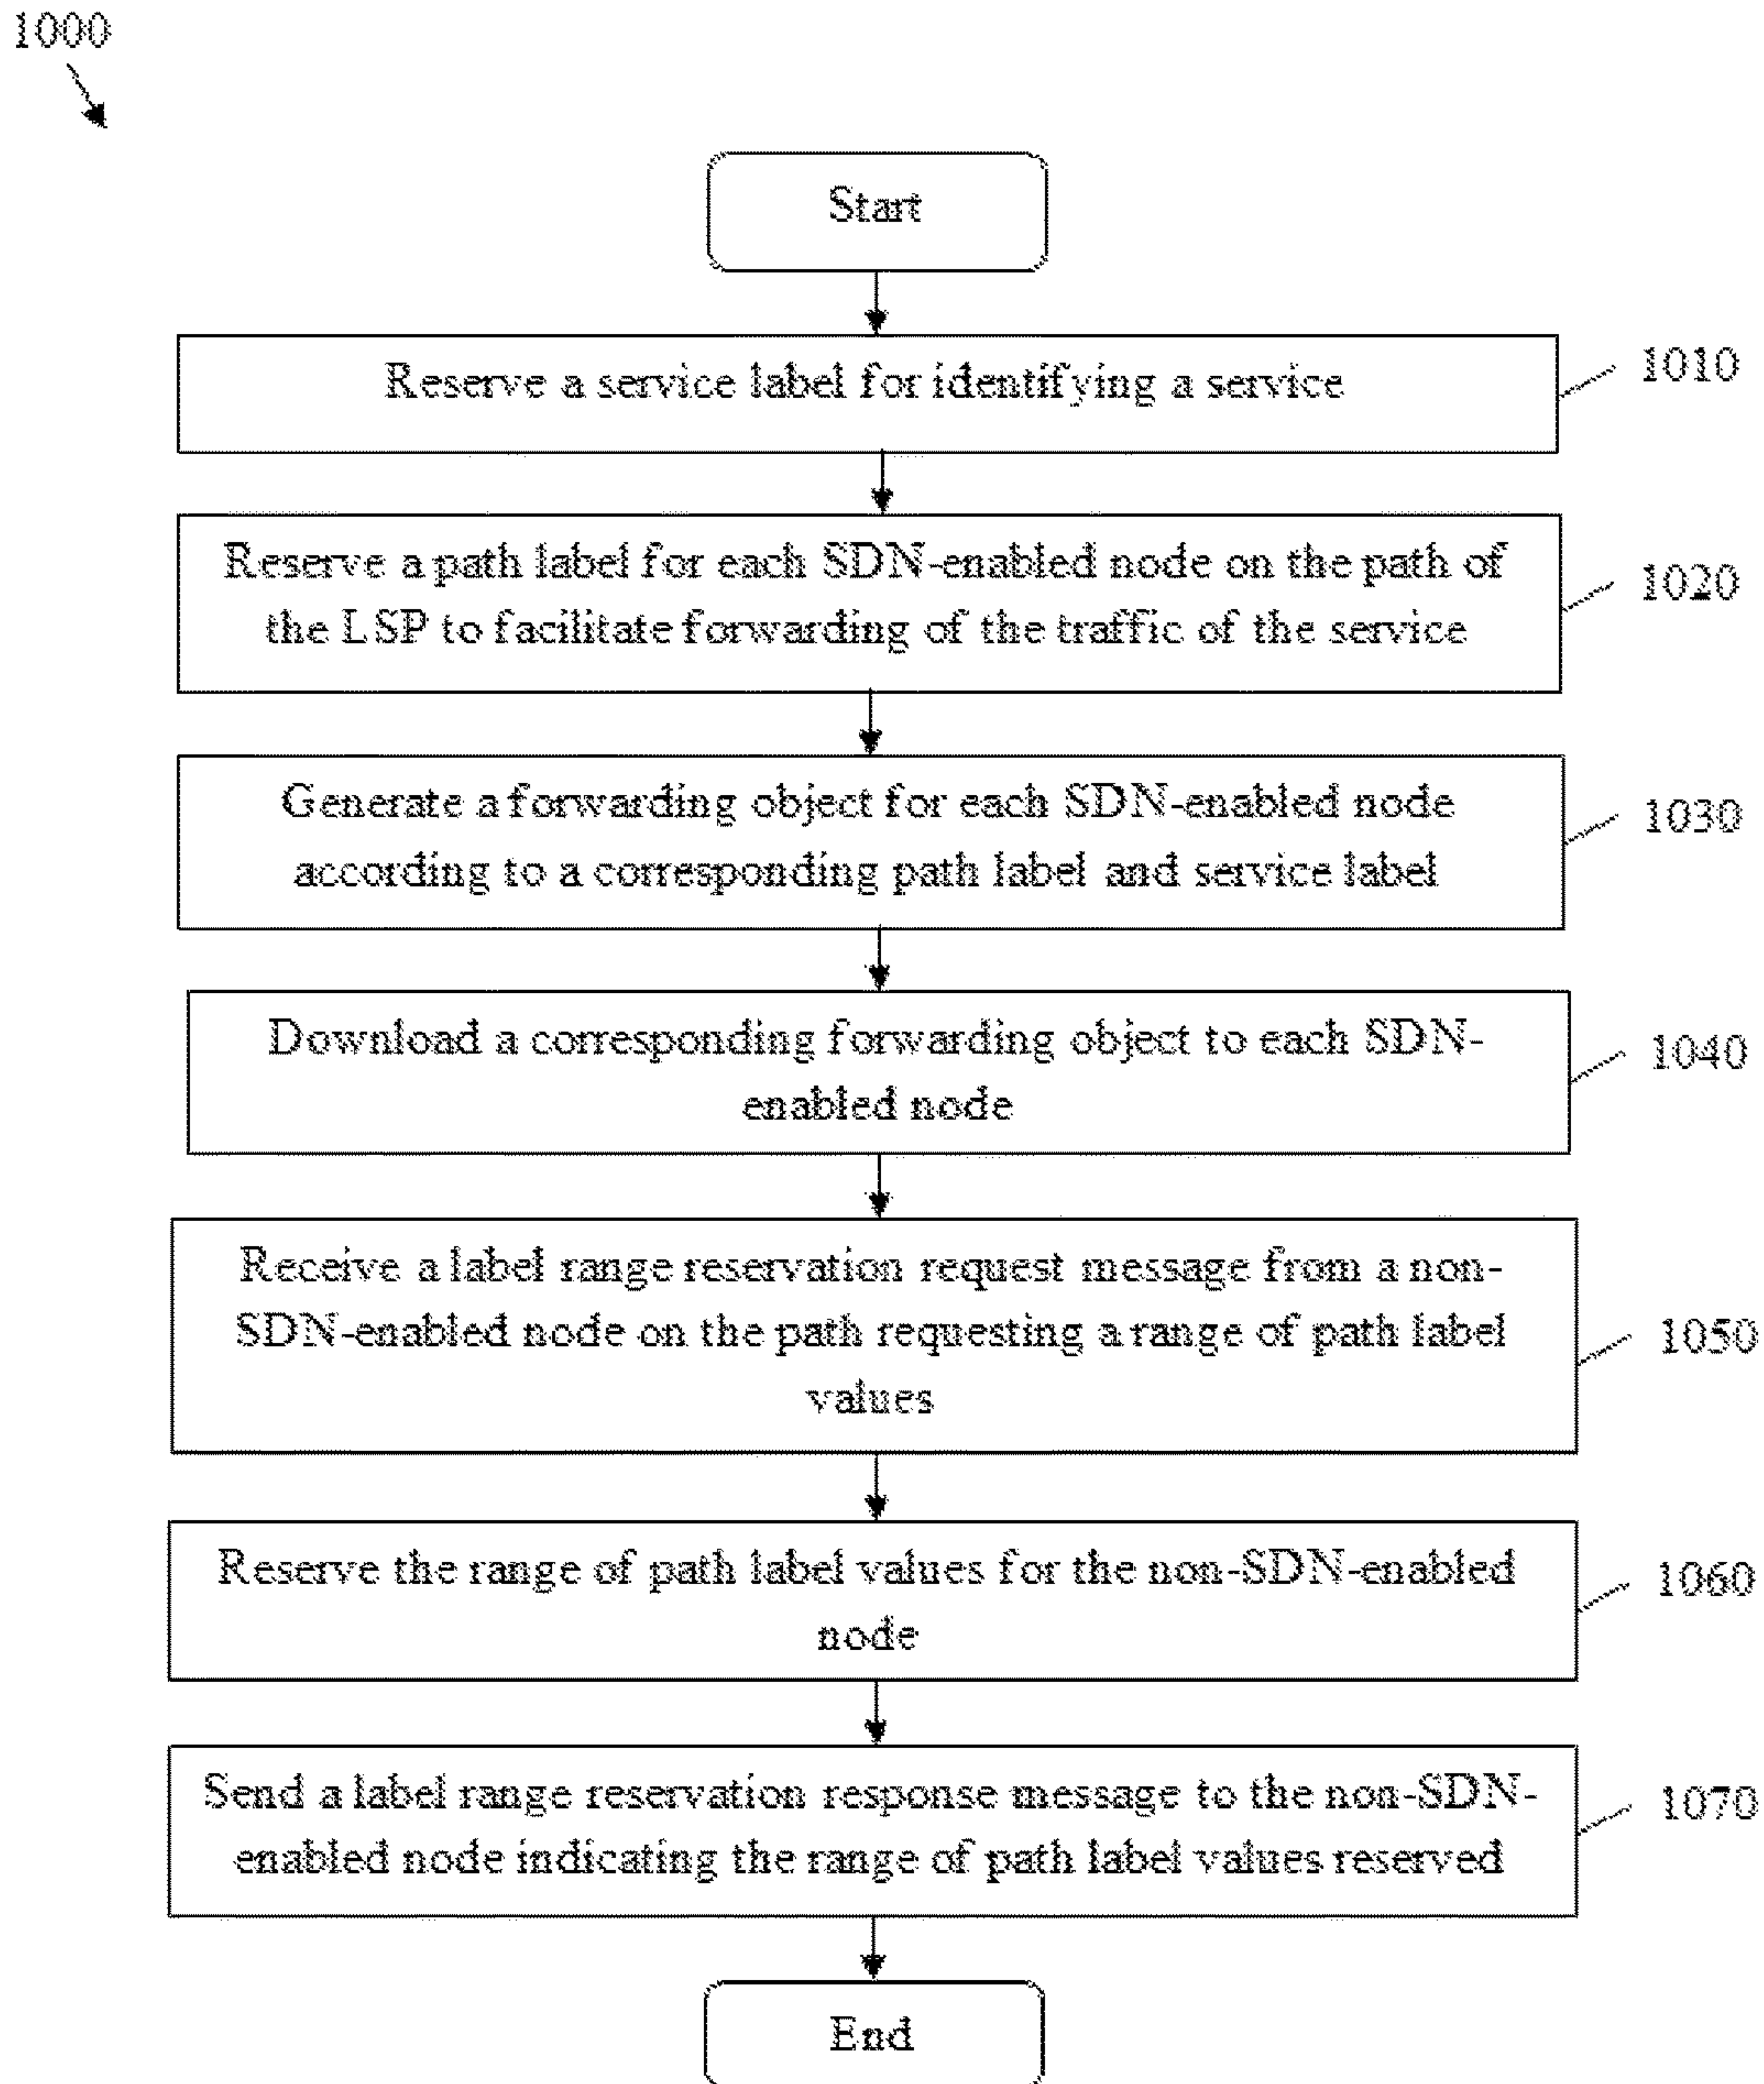 1000
Start
Reserve a service label for identifying a service
1010
Reserve a path label for each SDN-enabled node on the path of
the LSP to facilitate forwarding of the traffic of the service
1020
Generate a forwarding object for each SDN-enabled node
according to a corresponding path label and service label
1030
Download a corresponding forwarding object to each SDN-
enabled node
1040
Receive a label range reservation request message from a non-
SDN-enabled node on the path requesting a range of path label
values
1050
Reserve the range of path label values for the non-SDN-enabled
node
1060
Send a label range reservation response message to the non-SDN-
enabled node indicating the range of path label values reserved
1070
End